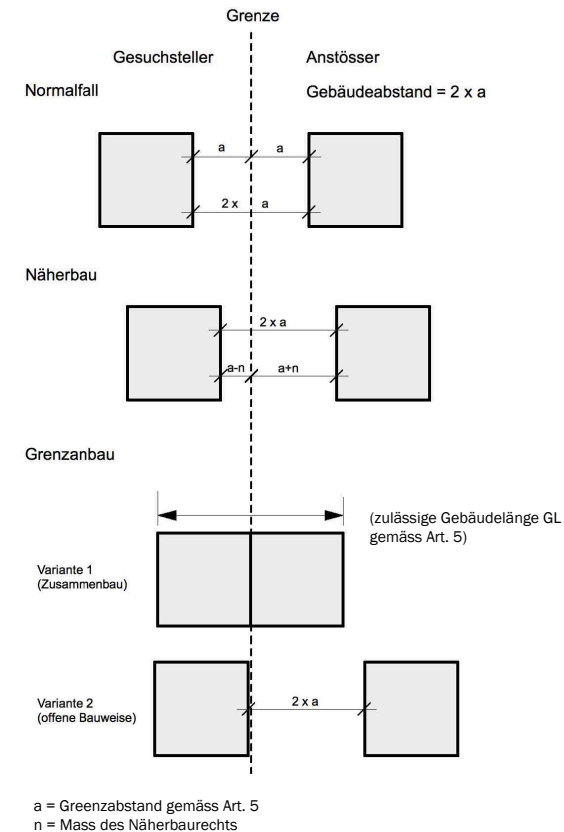 Grenze
Gesuchsteller
Anstösser
Normalfall
Gebäudeabstand = 2 x a
a
a
2 x
a
Näherbau
2 x a
a-n
a+n
Grenzanbau
(zulässige Gebäudelänge GL
gemäss Art. 5)
Variante 1
(Zusammenbau)
Variante 2
(offene Bauweise)
2 x a
a = Greenzabstand gemäss Art. 5
n = Mass des Näherbaurechts